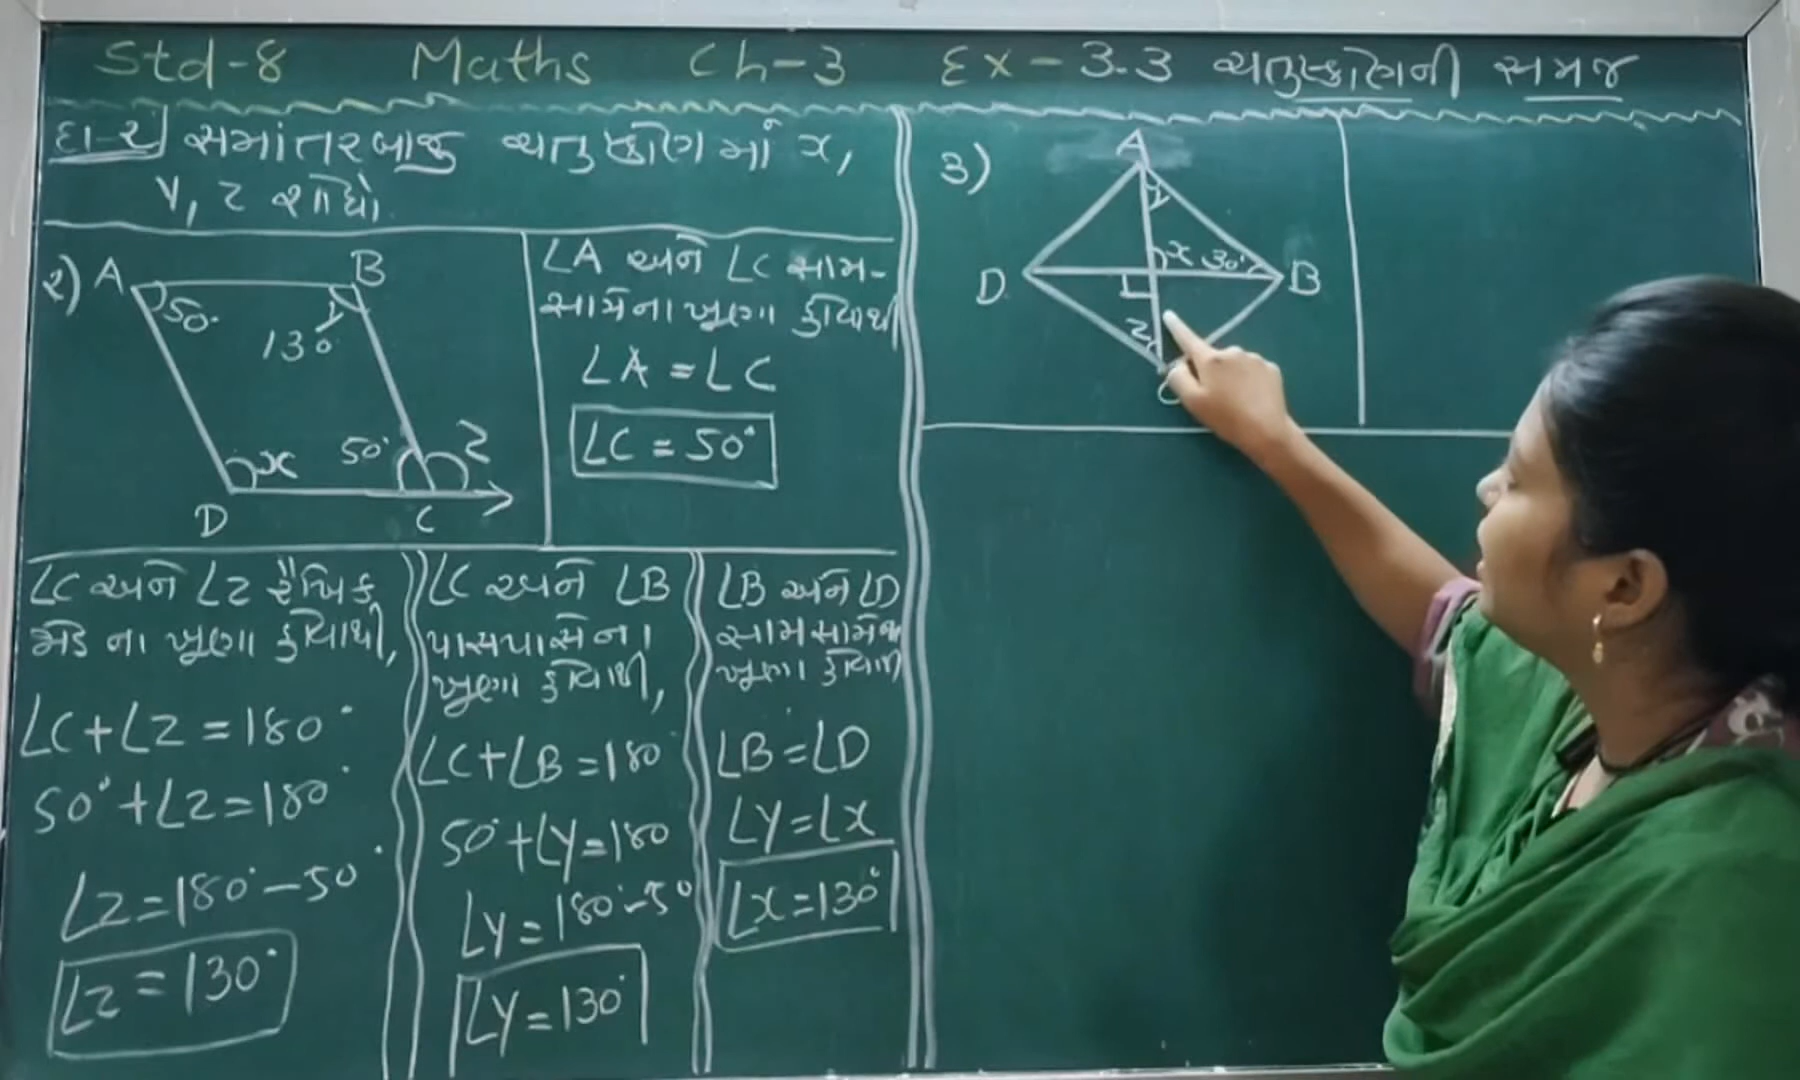 Std-8 Maths Ch-3 Ex-3.3 ચતુષ્કોણની સમજ
દા-૨ સમાંતરબાજુ ચતુષ્કોણમાં x,
y, z શોધો.
૨)
A
B
50°
y
130°
x
50°
z
D
C
∠A અને ∠C સામ-
સામેના ખૂણા હોવાથી
∠A = ∠C
∠C = 50°
∠C અને ∠z રૈખિક
જોડના ખૂણા હોવાથી,
∠C+∠z=180°
50°+∠z=180°
∠z=180°-50°
∠z=130°
∠C અને ∠B
પાસપાસેના
ખૂણા હોવાથી,
∠C+∠B=180
50°+∠y=180
∠y=180°-50
∠y=130°
∠B અને ∠D
સામસામેના
ખૂણા હોવાથી
∠B=∠D
∠y=∠x
∠x=130°
૩)
A
y
x 30°
D
B
z
C